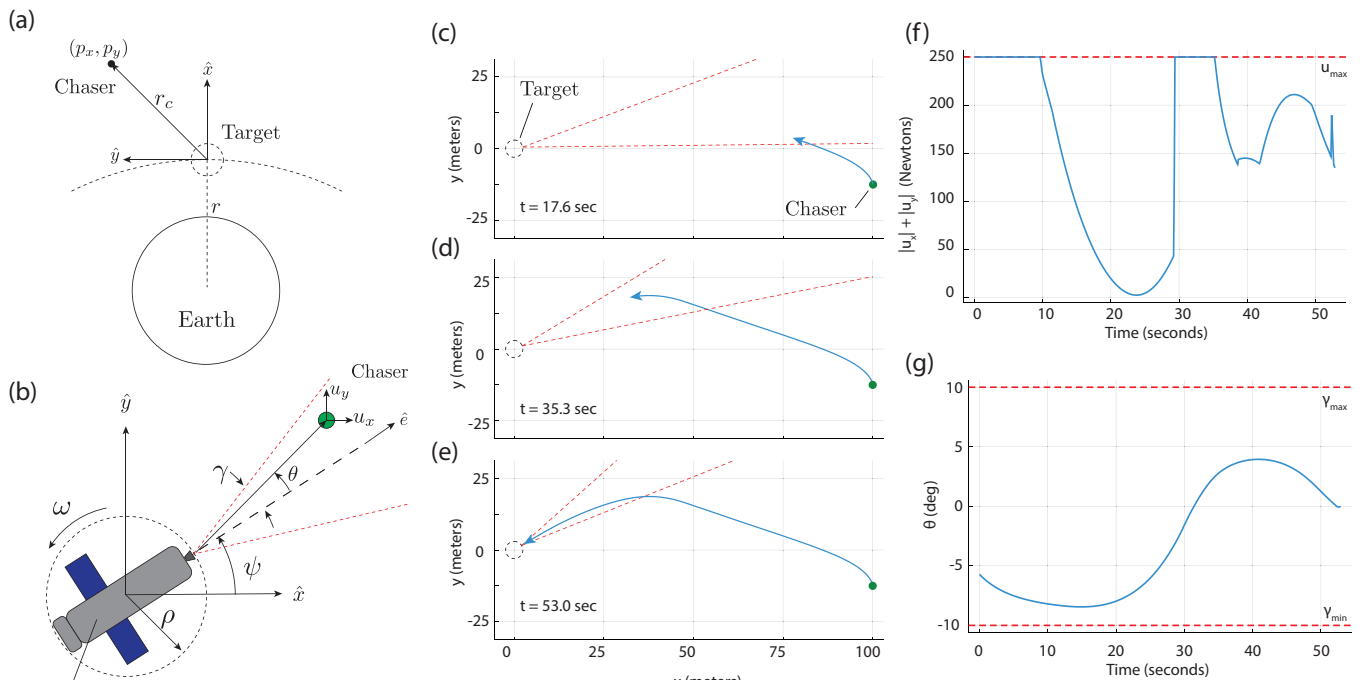 (a)
(p_x, p_y)
Chaser
r_c
x̂
Target
ŷ
r
Earth
(b)
Chaser
ŷ
u_y
u_x
ê
γ
θ
ω
ψ
x̂
ρ
(c)
y (meters)
25
0
-25
Target
Chaser
t = 17.6 sec
(d)
y (meters)
25
0
-25
t = 35.3 sec
(e)
y (meters)
25
0
-25
t = 53.0 sec
0 25 50 75 100
x (meters)
(f)
|u_x| + |u_y| (Newtons)
250
200
150
100
50
0
u_max
0 10 20 30 40 50
Time (seconds)
(g)
θ (deg)
10
5
0
-5
-10
γ_max
γ_min
0 10 20 30 40 50
Time (seconds)